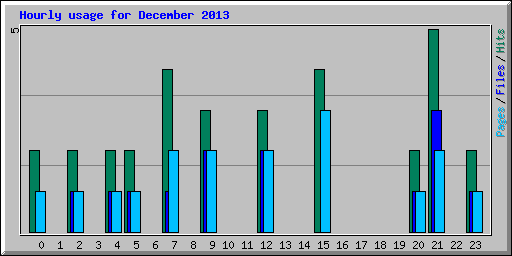 Hourly usage for December 2013
5
Pages / Files / Hits
0 1 2 3 4 5 6 7 8 9 10 11 12 13 14 15 16 17 18 19 20 21 22 23